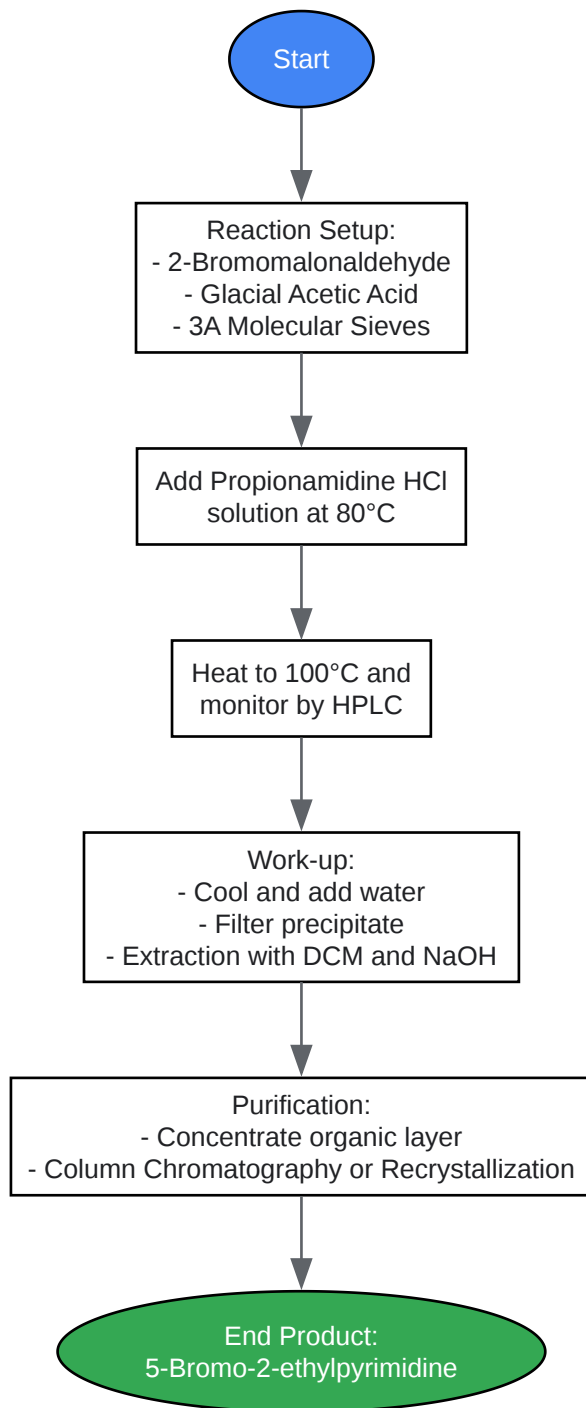 Start
Reaction Setup:
- 2-Bromomalonaldehyde
- Glacial Acetic Acid
- 3A Molecular Sieves
Add Propionamidine HCl
solution at 80°C
Heat to 100°C and
monitor by HPLC
Work-up:
- Cool and add water
- Filter precipitate
- Extraction with DCM and NaOH
Purification:
- Concentrate organic layer
- Column Chromatography or Recrystallization
End Product:
5-Bromo-2-ethylpyrimidine